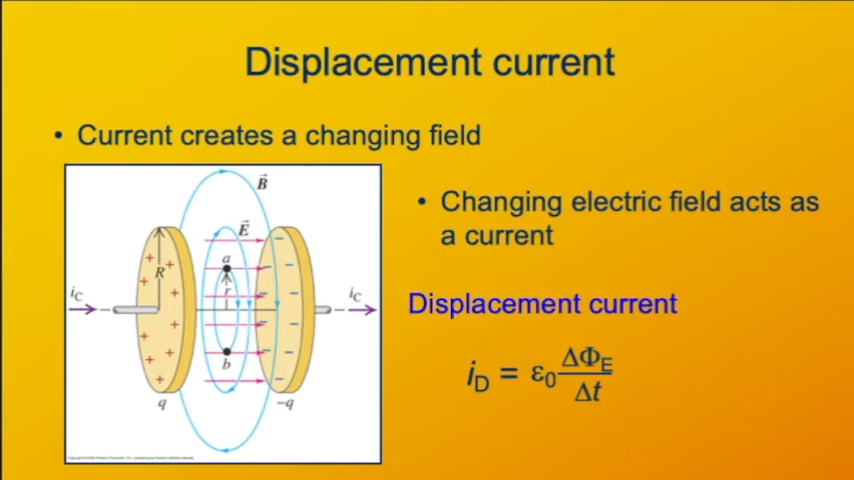 Displacement current
• Current creates a changing field
B
E
a
R
r
i_C
i_C
b
q
-q
• Changing electric field acts as
a current
Displacement current
i_D = ε₀ ΔΦ_E / Δt